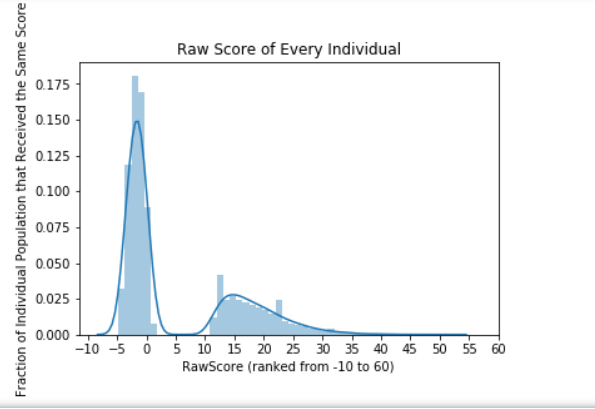 Raw Score of Every Individual
Fraction of Individual Population that Received the Same Score
0.175
0.150
0.125
0.100
0.075
0.050
0.025
0.000
−10 −5 0 5 10 15 20 25 30 35 40 45 50 55 60
RawScore (ranked from -10 to 60)